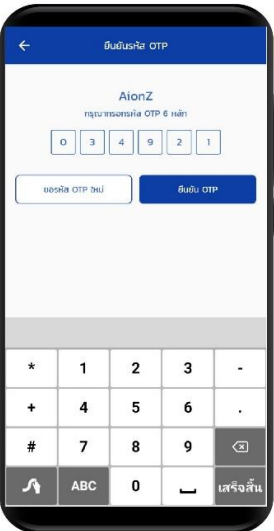 ยืนยันรหัส OTP
AionZ
กรุณากรอกรหัส OTP 6 หลัก
0 3 4 9 2 1
ขอรหัส OTP ใหม่ ยืนยัน OTP
* 1 2 3 -
+ 4 5 6 .
# 7 8 9
ABC 0 เสร็จสิ้น